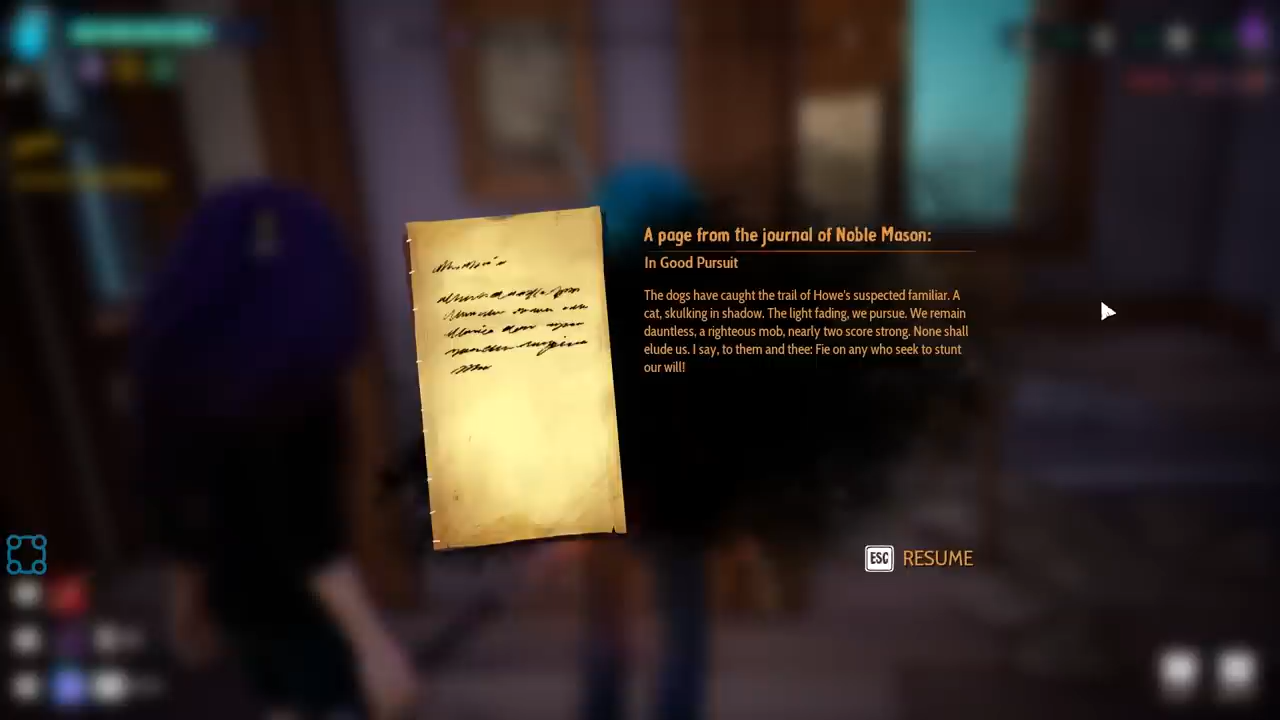 A page from the journal of Noble Mason:
In Good Pursuit
The dogs have caught the trail of Howe's suspected familiar. A
cat, skulking in shadow. The light fading, we pursue. We remain
dauntless, a righteous mob, nearly two score strong. None shall
elude us. I say, to them and thee: Fie on any who seek to stunt
our will!
ESC RESUME